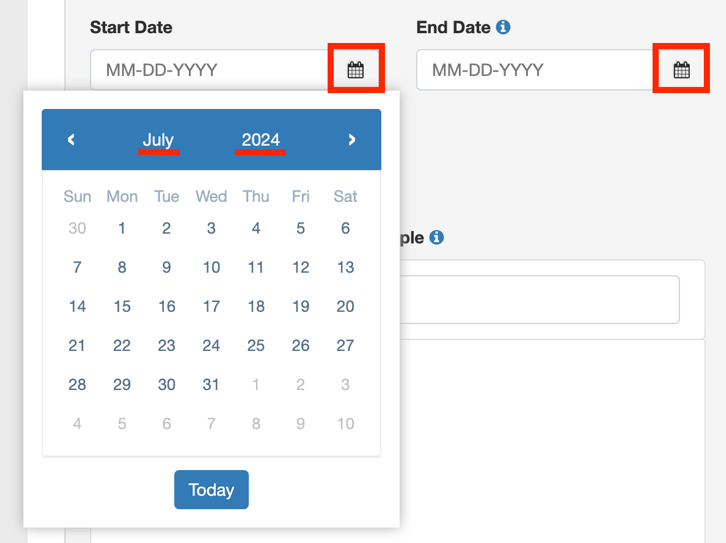 Start Date
End Date
MM-DD-YYYY
MM-DD-YYYY
July 2024
Sun Mon Tue Wed Thu Fri Sat
30 1 2 3 4 5 6
7 8 9 10 11 12 13
14 15 16 17 18 19 20
21 22 23 24 25 26 27
28 29 30 31 1 2 3
4 5 6 7 8 9 10
Today
ple